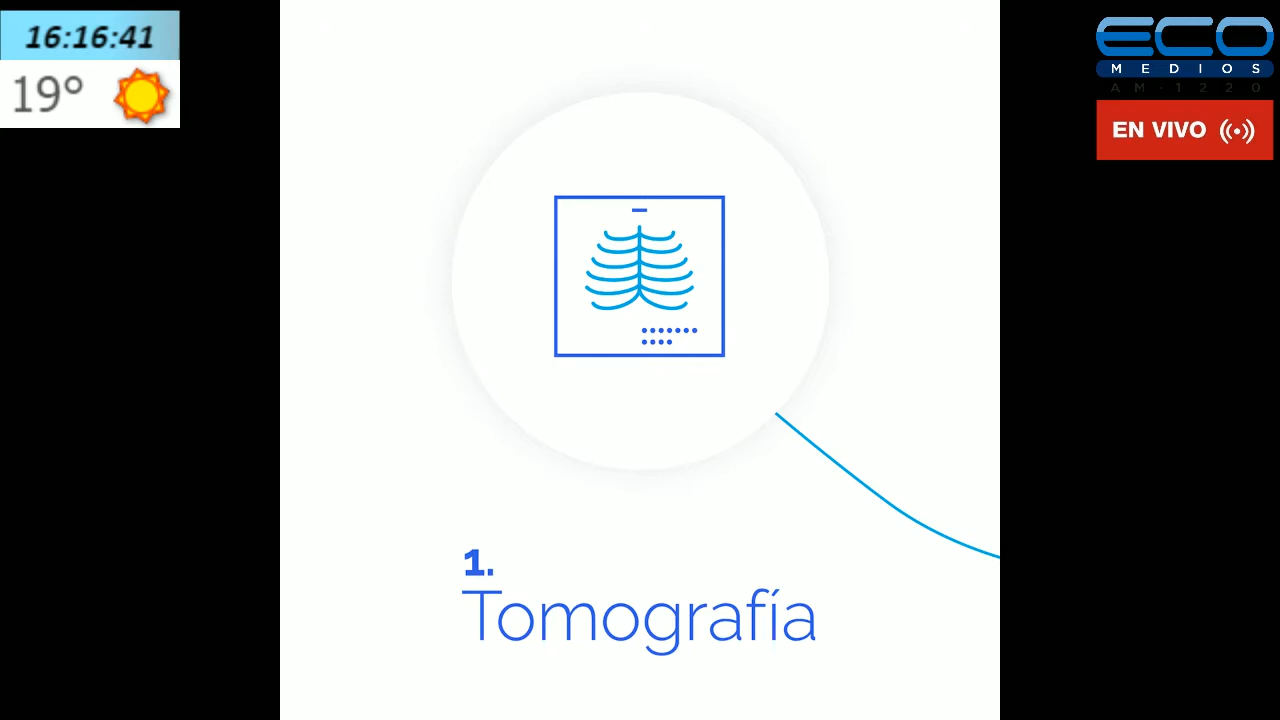 16:16:41
19°
ECO
MEDIOS
AM·1220
EN VIVO
1.
Tomografía